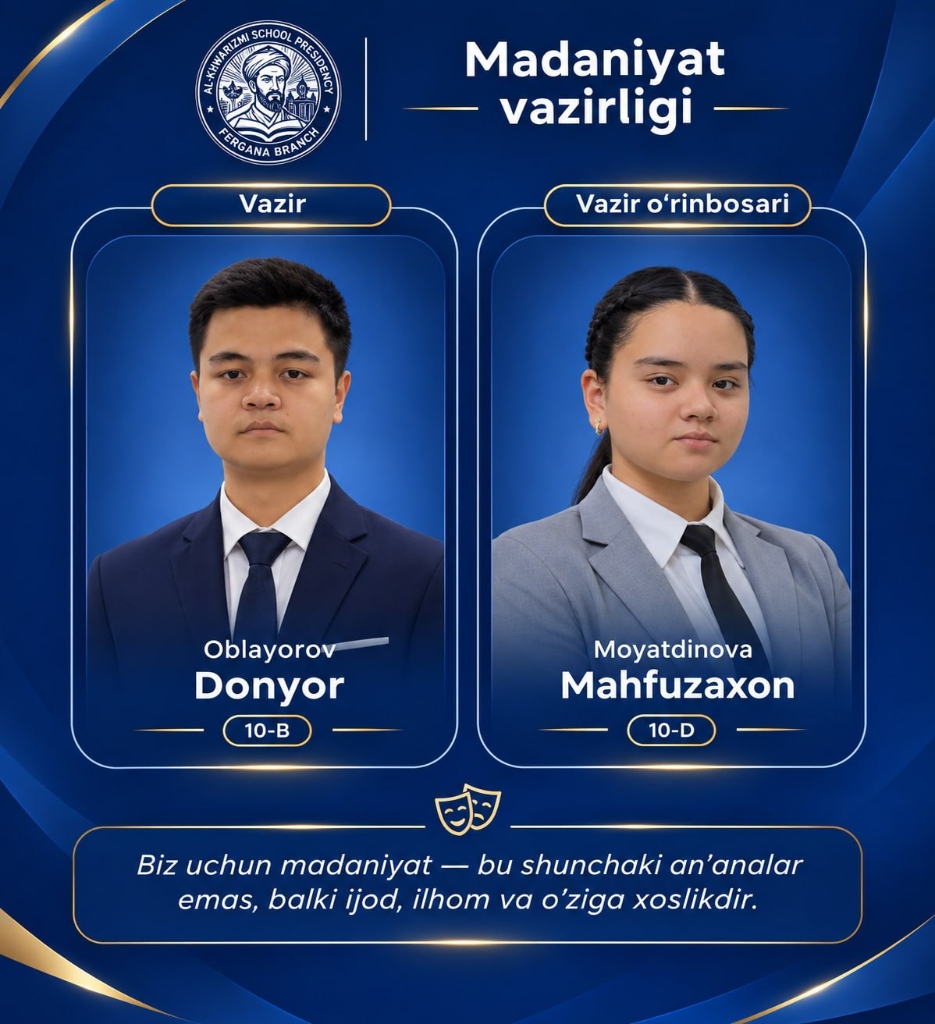 AL-KHWARIZMI SCHOOL PRESIDENCY
FERGANA BRANCH
Madaniyat
vazirligi
Vazir
Vazir o‘rinbosari
Oblayorov
Donyor
10-B
Moyatdinova
Mahfuzaxon
10-D
Biz uchun madaniyat — bu shunchaki an’analar
emas, balki ijod, ilhom va o’ziga xoslikdir.